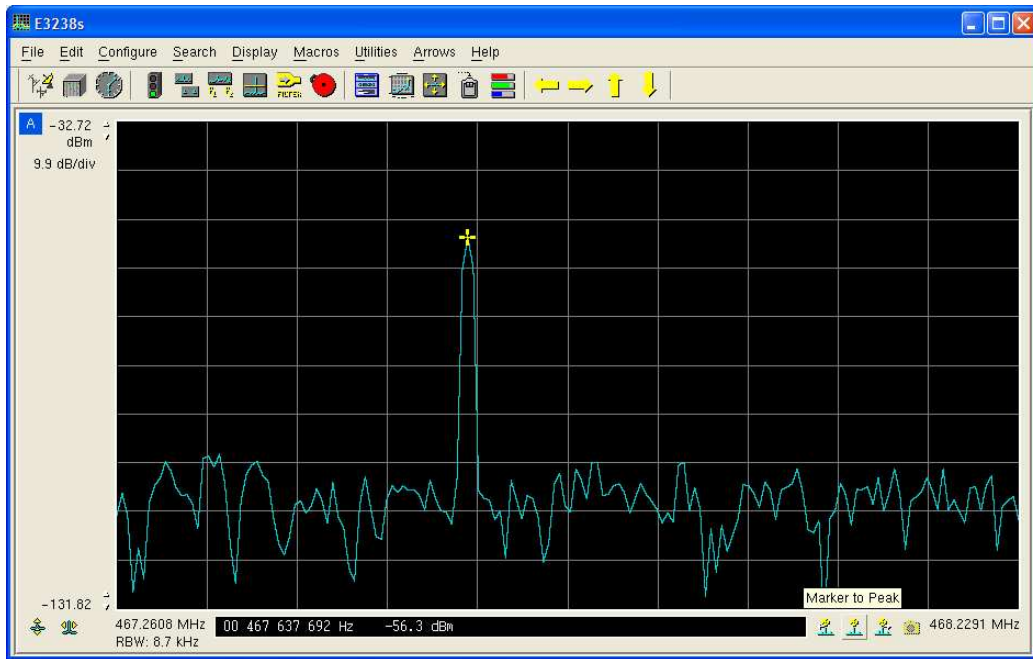 E3238s
File Edit Configure Search Display Macros Utilities Arrows Help
FILTER
A -32.72
dBm
9.9 dB/div
-131.82
Marker to Peak
467.2608 MHz 00 467 637 692 Hz -56.3 dBm 468.2291 MHz
RBW: 8.7 kHz